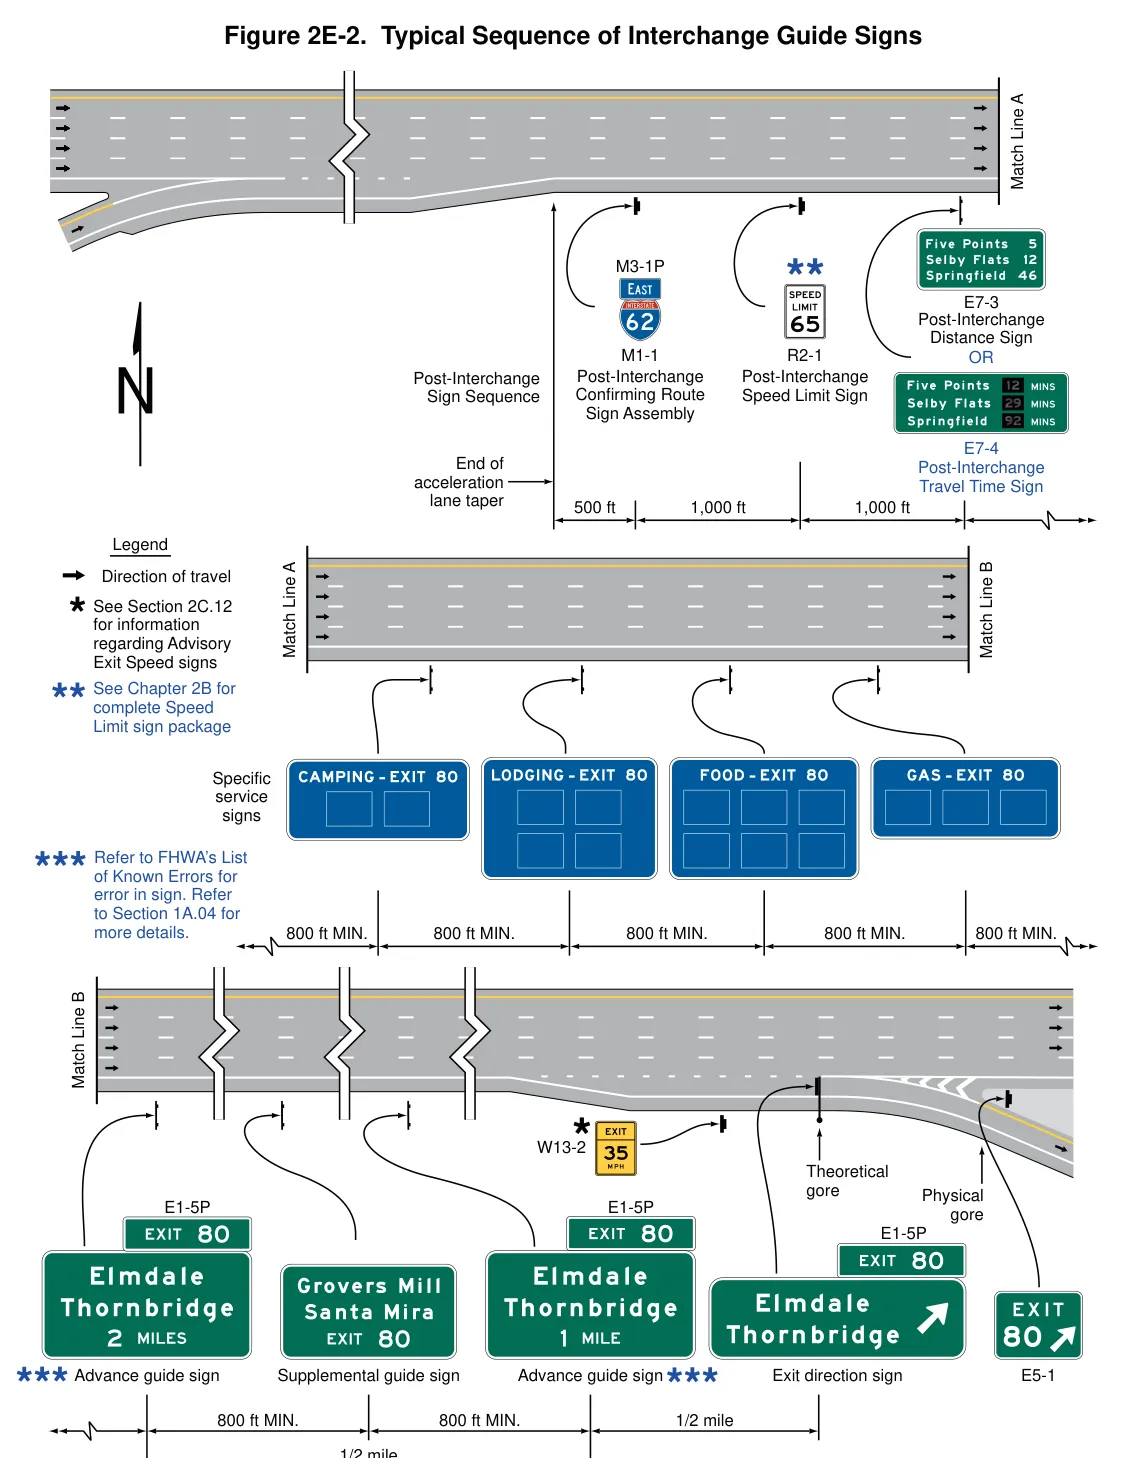 Figure 2E-2.  Typical Sequence of Interchange Guide Signs
Match Line A
Five Points 5
Selby Flats 12
Springfield 46
E7-3
Post-Interchange
Distance Sign
OR
Five Points 12 MINS
Selby Flats 29 MINS
Springfield 92 MINS
E7-4
Post-Interchange
Travel Time Sign
M3-1P
EAST
INTERSTATE
62
M1-1
Post-Interchange
Confirming Route
Sign Assembly
**
SPEED
LIMIT
65
R2-1
Post-Interchange
Speed Limit Sign
N
Post-Interchange
Sign Sequence
End of
acceleration
lane taper
500 ft
1,000 ft
1,000 ft
Legend
Direction of travel
* See Section 2C.12
for information
regarding Advisory
Exit Speed signs
** See Chapter 2B for
complete Speed
Limit sign package
Match Line A
Match Line B
Specific
service
signs
CAMPING - EXIT 80
LODGING - EXIT 80
FOOD - EXIT 80
GAS - EXIT 80
*** Refer to FHWA's List
of Known Errors for
error in sign. Refer
to Section 1A.04 for
more details.
800 ft MIN.
800 ft MIN.
800 ft MIN.
800 ft MIN.
800 ft MIN.
Match Line B
*
W13-2
EXIT
35
MPH
Theoretical
gore
Physical
gore
E1-5P
EXIT 80
Elmdale
Thornbridge
2 MILES
*** Advance guide sign
Grovers Mill
Santa Mira
EXIT 80
Supplemental guide sign
E1-5P
EXIT 80
Elmdale
Thornbridge
1 MILE
Advance guide sign ***
E1-5P
EXIT 80
Elmdale
Thornbridge
Exit direction sign
EXIT
80
E5-1
800 ft MIN.
800 ft MIN.
1/2 mile
1/2 mile